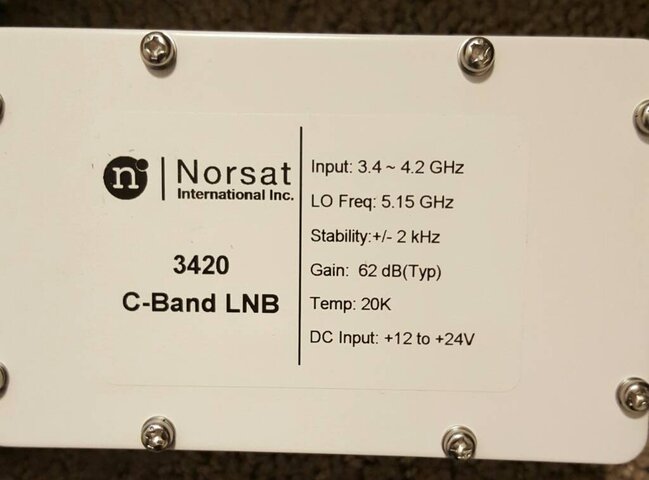 n
Norsat
International Inc.
3420
C-Band LNB
Input: 3.4 ~ 4.2 GHz
LO Freq: 5.15 GHz
Stability:+/- 2 kHz
Gain: 62 dB(Typ)
Temp: 20K
DC Input: +12 to +24V